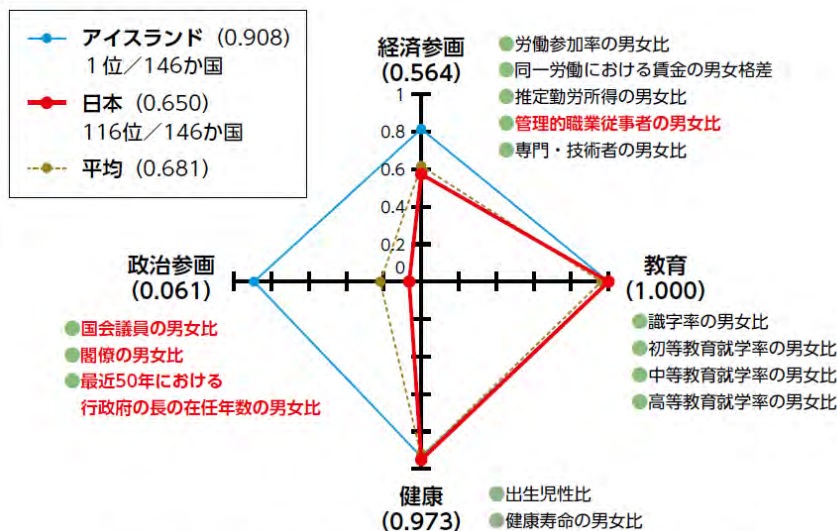 アイスランド (0.908)
1位／146か国
日本 (0.650)
116位／146か国
平均 (0.681)
経済参画
(0.564)
●労働参加率の男女比
●同一労働における賃金の男女格差
●推定勤労所得の男女比
●管理的職業従事者の男女比
●専門・技術者の男女比
1
0.8
0.6
0.4
0.2
0
政治参画
(0.061)
●国会議員の男女比
●閣僚の男女比
●最近50年における
行政府の長の在任年数の男女比
教育
(1.000)
●識字率の男女比
●初等教育就学率の男女比
●中等教育就学率の男女比
●高等教育就学率の男女比
健康
(0.973)
●出生児性比
●健康寿命の男女比